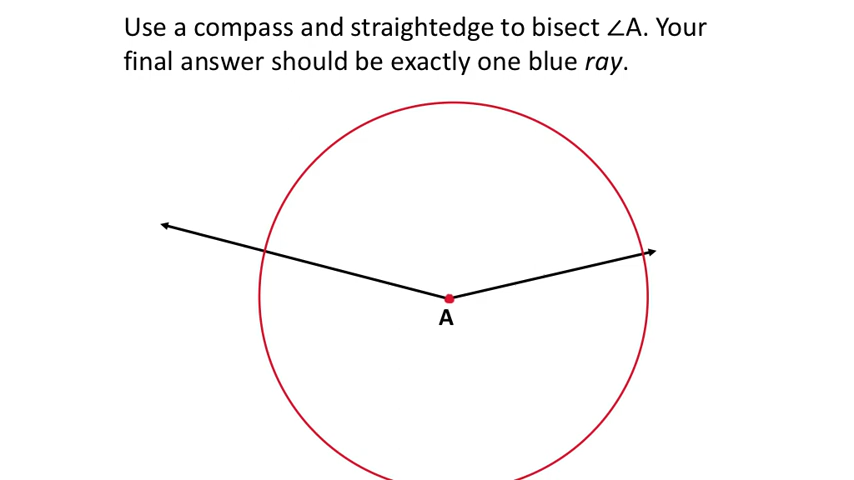 Use a compass and straightedge to bisect ∠A. Your
final answer should be exactly one blue ray.
A